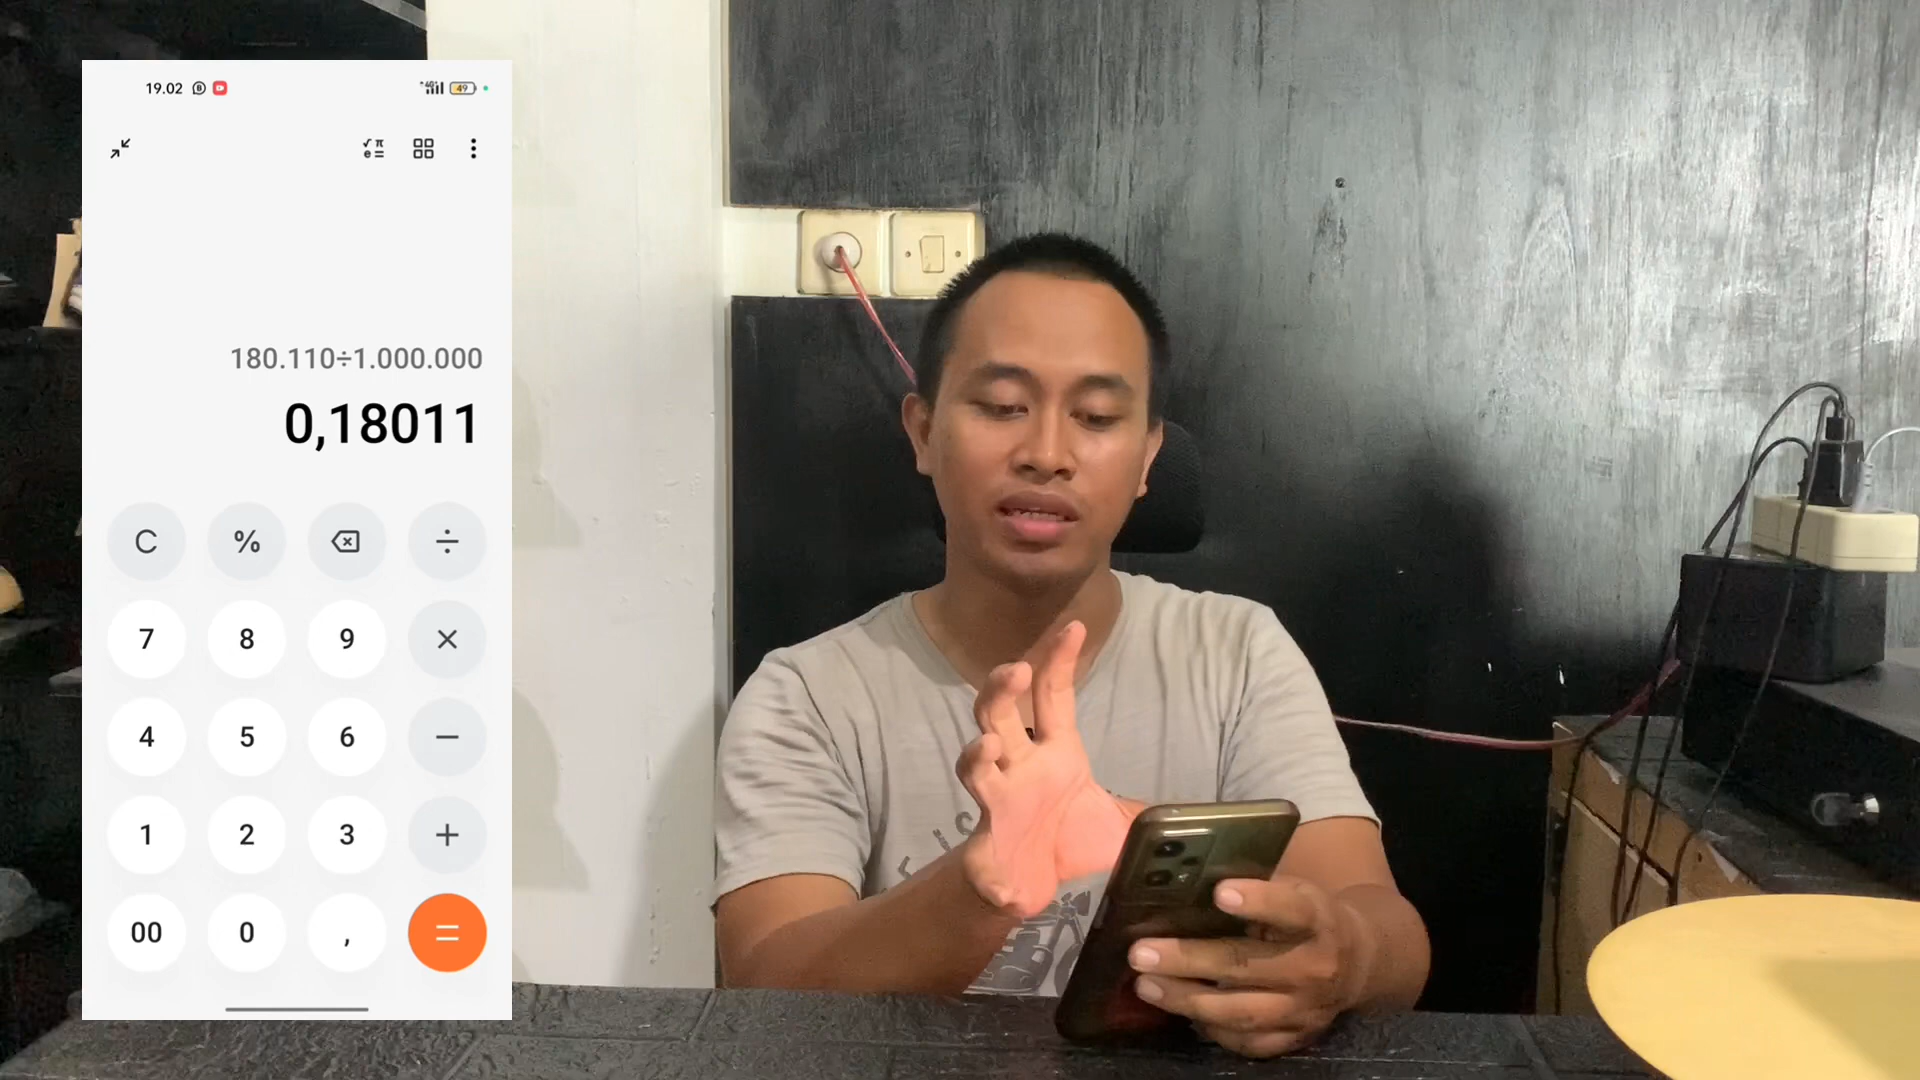 19.02
49
√π
e=
180.110÷1.000.000
0,18011
C % ÷
7 8 9 ×
4 5 6 −
1 2 3 +
00 0 , =